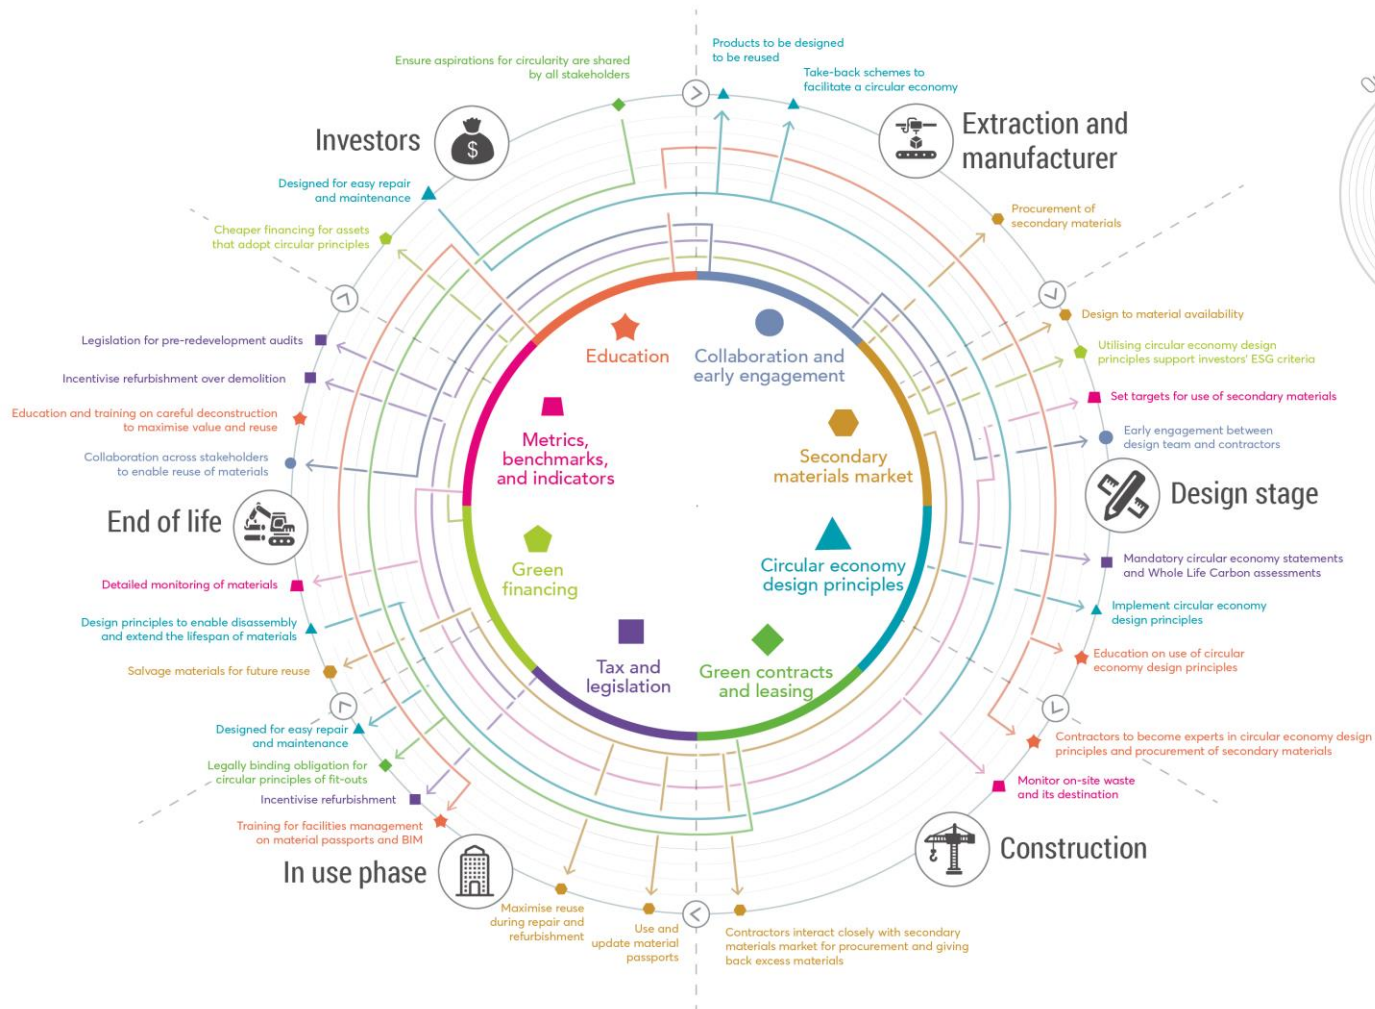 Products to be designed
to be reused
Ensure aspirations for circularity are shared
by all stakeholders
Take-back schemes to
facilitate a circular economy
Investors
$
Extraction and
manufacturer
Designed for easy repair
and maintenance
Procurement of
secondary materials
Cheaper financing for assets
that adopt circular principles
Design to material availability
Legislation for pre-redevelopment audits
Utilising circular economy design
principles support investors' ESG criteria
Incentivise refurbishment over demolition
Set targets for use of secondary materials
Education and training on careful deconstruction
to maximise value and reuse
Early engagement between
design team and contractors
Collaboration across stakeholders
to enable reuse of materials
Education
Collaboration and
early engagement
Metrics,
benchmarks,
and indicators
Secondary
materials market
End of life
Design stage
Green
financing
Circular economy
design principles
Mandatory circular economy statements
and Whole Life Carbon assessments
Detailed monitoring of materials
Implement circular economy
design principles
Design principles to enable disassembly
and extend the lifespan of materials
Tax and
legislation
Green contracts
and leasing
Education on use of circular
economy design principles
Salvage materials for future reuse
Designed for easy repair
and maintenance
Contractors to become experts in circular economy design
principles and procurement of secondary materials
Legally binding obligation for
circular principles of fit-outs
Monitor on-site waste
and its destination
Incentivise refurbishment
Training for facilities management
on material passports and BIM
In use phase
Construction
Maximise reuse
during repair and
refurbishment
Use and
update material
passports
Contractors interact closely with secondary
materials market for procurement and giving
back excess materials